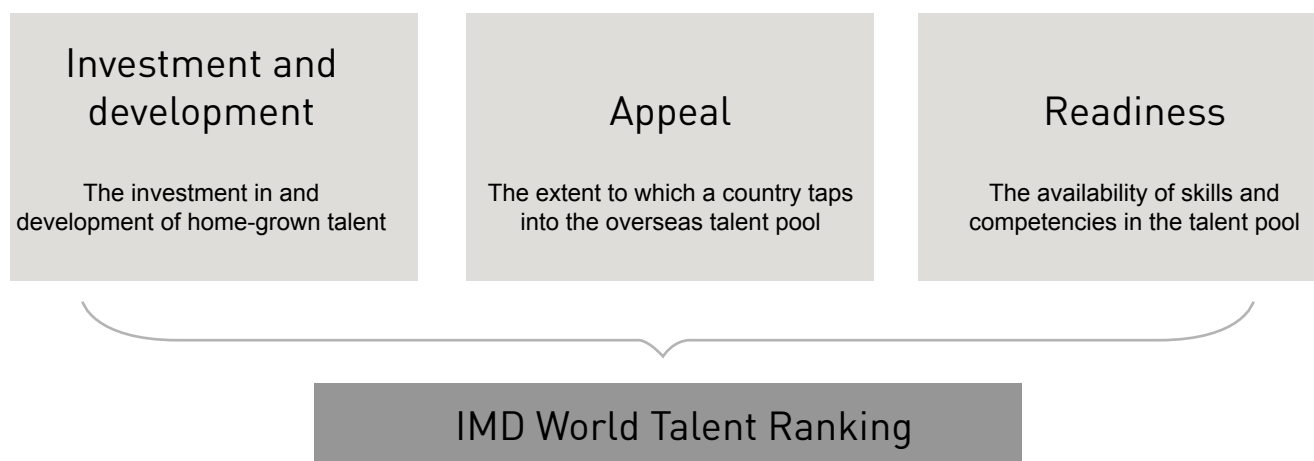 Investment and
development
The investment in and
development of home-grown talent
Appeal
The extent to which a country taps
into the overseas talent pool
Readiness
The availability of skills and
competencies in the talent pool
IMD World Talent Ranking